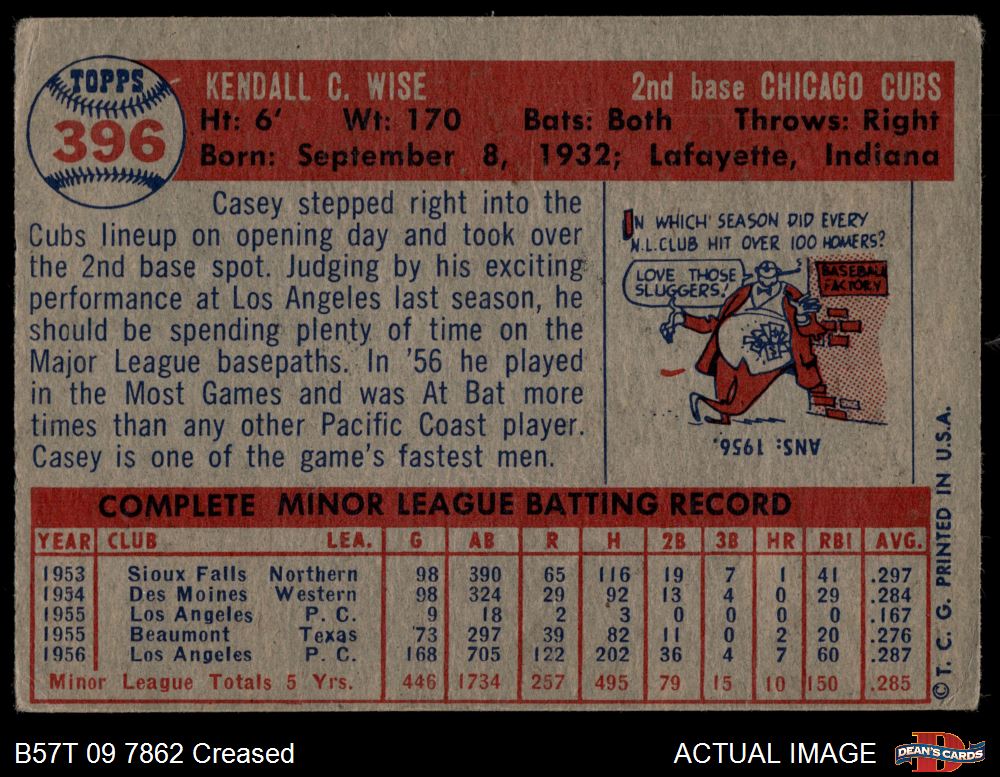 TOPPS
396
KENDALL C. WISE 2nd base CHICAGO CUBS
Ht: 6' Wt: 170 Bats: Both Throws: Right
Born: September 8, 1932; Lafayette, Indiana
Casey stepped right into the
Cubs lineup on opening day and took over
the 2nd base spot. Judging by his exciting
performance at Los Angeles last season, he
should be spending plenty of time on the
Major League basepaths. In '56 he played
in the Most Games and was At Bat more
times than any other Pacific Coast player.
Casey is one of the game's fastest men.
IN WHICH SEASON DID EVERY
N.L. CLUB HIT OVER 100 HOMERS?
LOVE THOSE
SLUGGERS!
BASEBALL
FACTORY
ANS: 1956.
COMPLETE MINOR LEAGUE BATTING RECORD
YEAR CLUB LEA. G AB R H 2B 3B HR RBI AVG.
1953 Sioux Falls Northern 98 390 65 116 19 7 1 41 .297
1954 Des Moines Western 98 324 29 92 13 4 0 29 .284
1955 Los Angeles P. C. 9 18 2 3 0 0 0 0 .167
1955 Beaumont Texas 73 297 39 82 11 0 2 20 .276
1956 Los Angeles P. C. 168 705 122 202 36 4 7 60 .287
Minor League Totals 5 Yrs. 446 1734 257 495 79 15 10 150 .285
© T. C. G. PRINTED IN U.S.A.
B57T 09 7862 Creased
ACTUAL IMAGE
DEAN'S CARDS